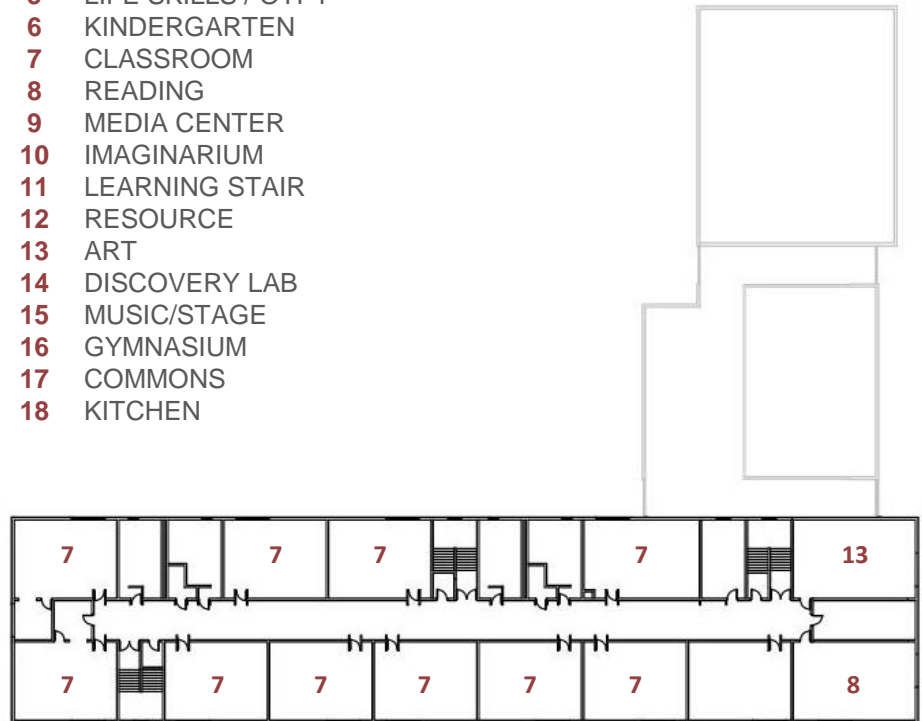 6 KINDERGARTEN
7 CLASSROOM
8 READING
9 MEDIA CENTER
10 IMAGINARIUM
11 LEARNING STAIR
12 RESOURCE
13 ART
14 DISCOVERY LAB
15 MUSIC/STAGE
16 GYMNASIUM
17 COMMONS
18 KITCHEN
7 7 7 7 13
7 7 7 7 7 7 8